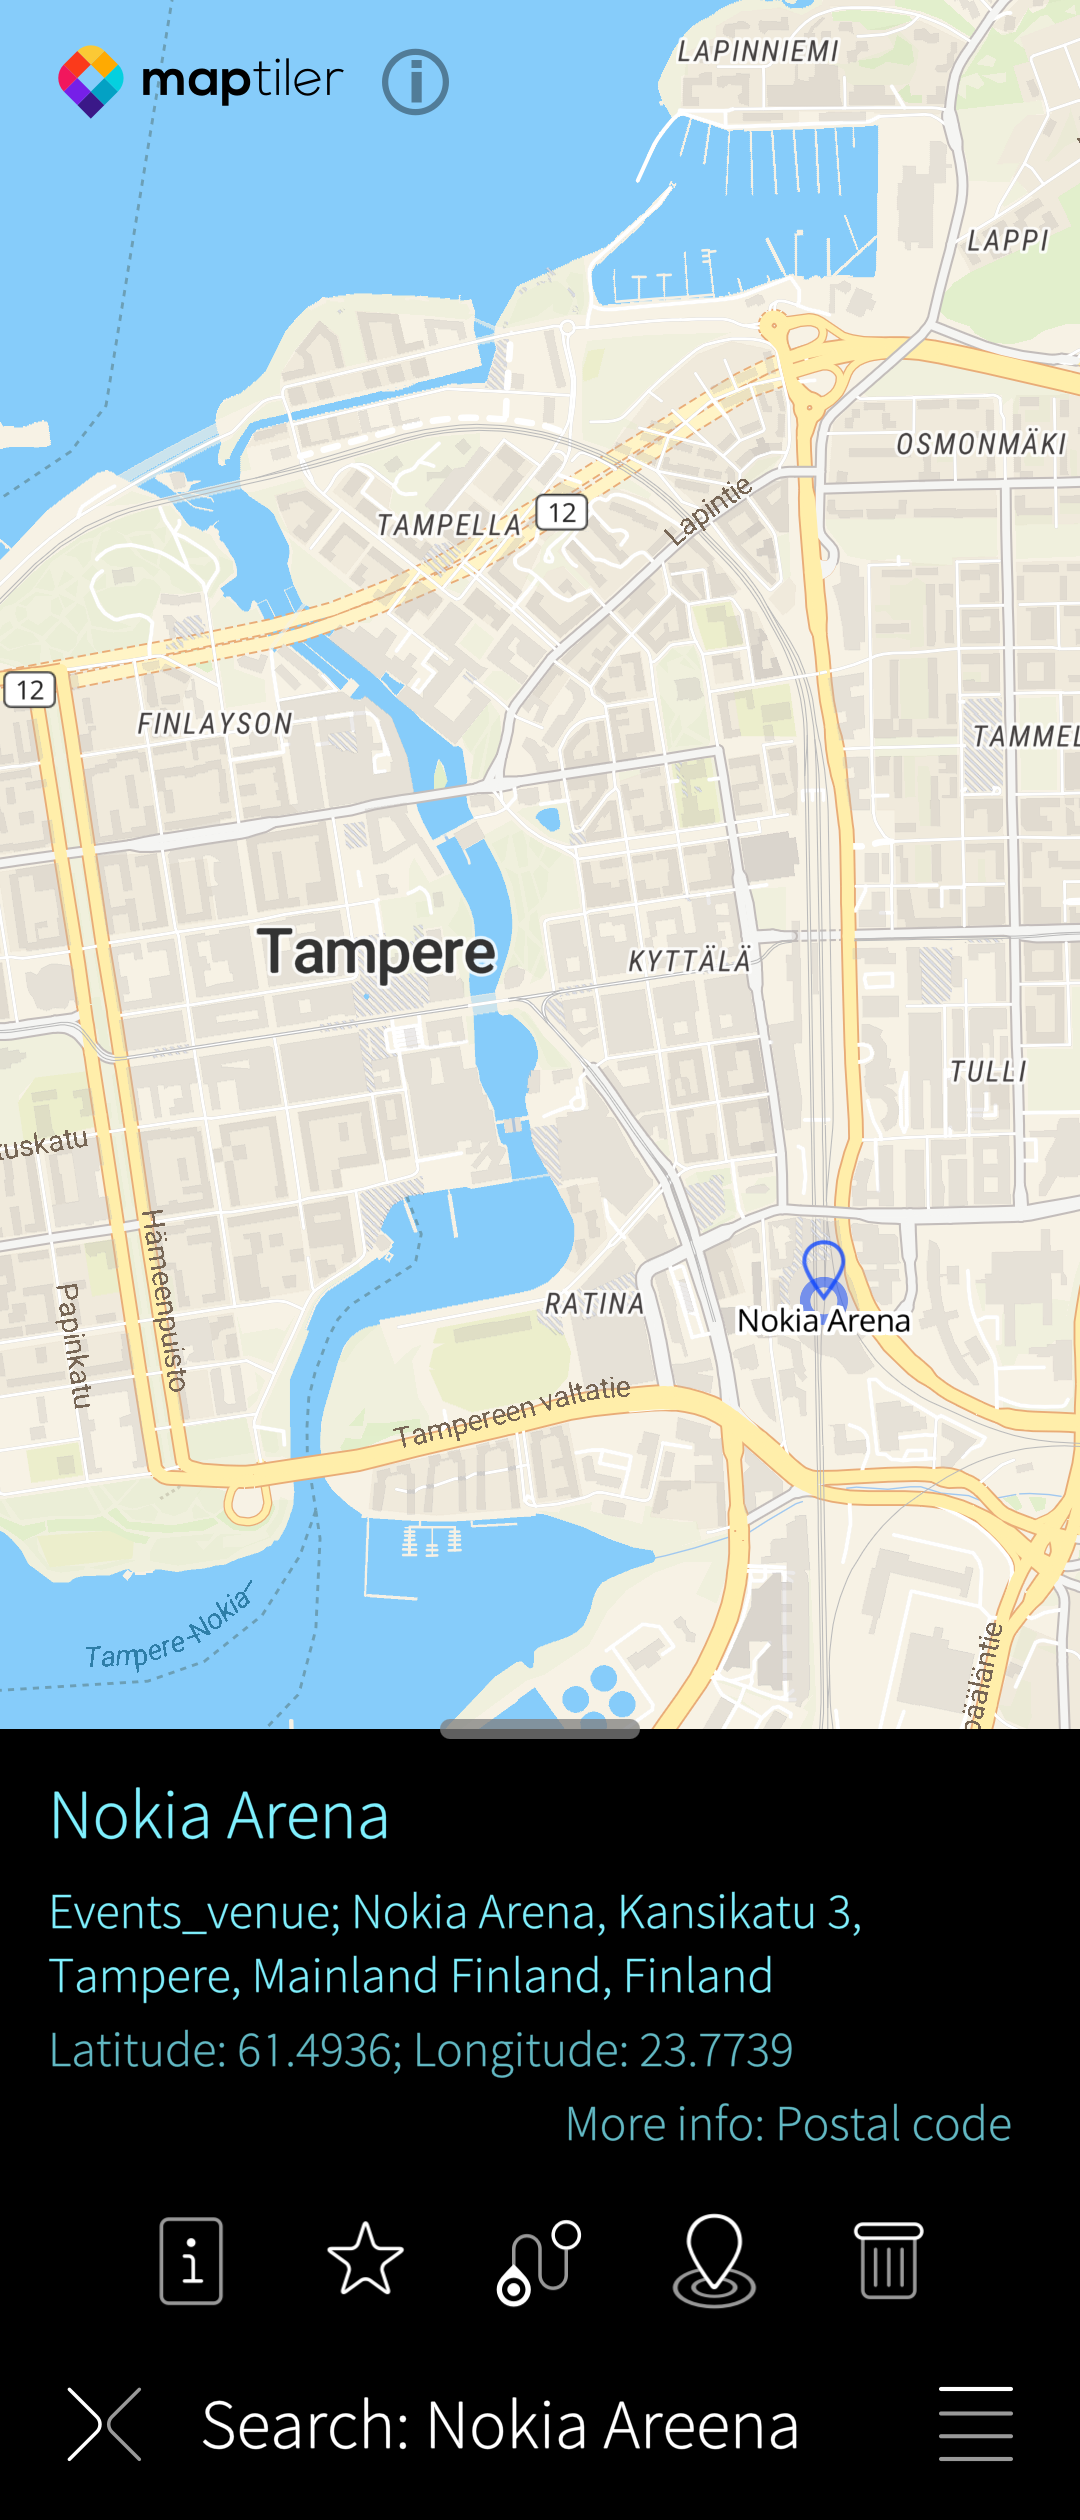 maptiler
LAPINNIEMI
LAPPI
OSMONMÄKI
TAMPELLA
12
Lapintie
12
FINLAYSON
TAMMEL
Tampere
KYTTÄLÄ
TULLI
uskatu
Hämeenpuisto
Papinkatu
RATINA
Nokia Arena
Tampereen valtatie
Tampere-Nokia
pääläntie
Nokia Arena
Events_venue; Nokia Arena, Kansikatu 3,
Tampere, Mainland Finland, Finland
Latitude: 61.4936; Longitude: 23.7739
More info: Postal code
Search: Nokia Areena